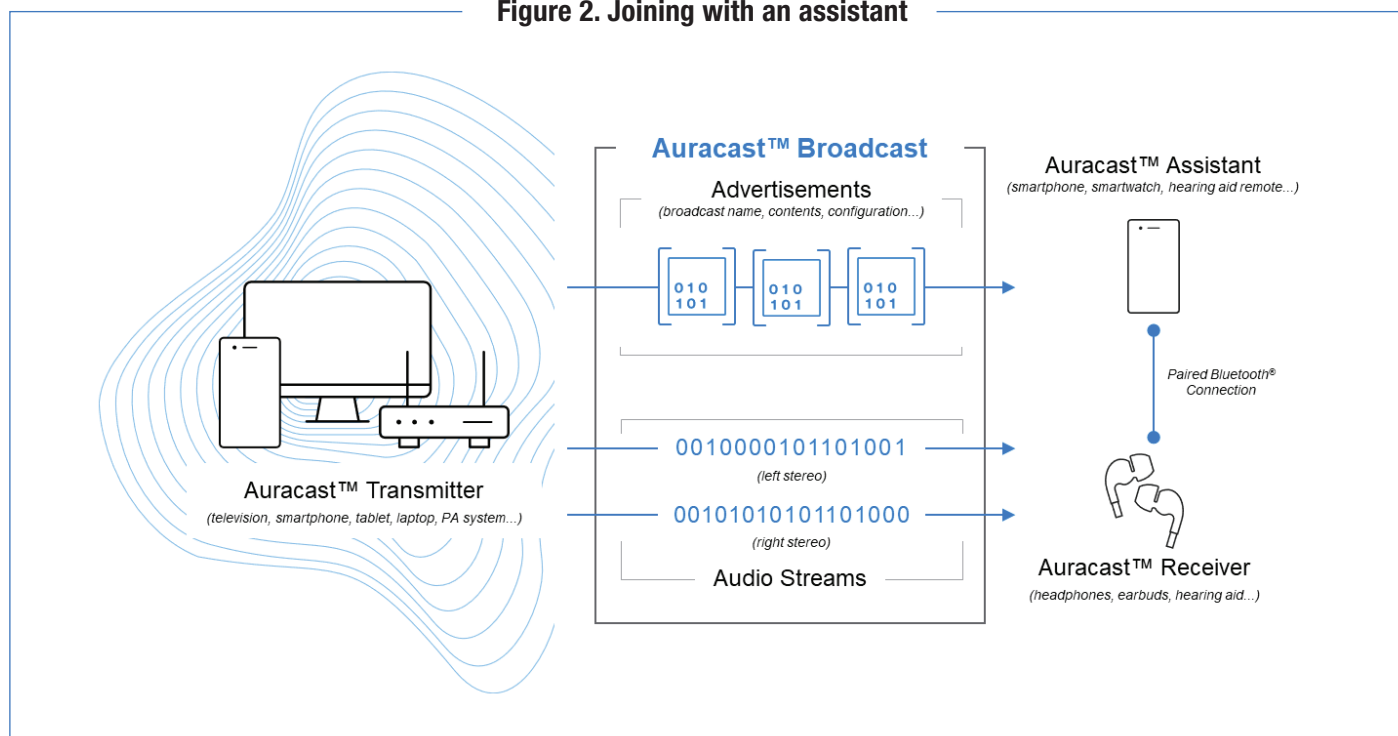 Figure 2. Joining with an assistant
Auracast™ Broadcast
Advertisements
(broadcast name, contents, configuration...)
010
101
010
101
010
101
Auracast™ Assistant
(smartphone, smartwatch, hearing aid remote...)
Paired Bluetooth®
Connection
Auracast™ Transmitter
(television, smartphone, tablet, laptop, PA system...)
0010000101101001
(left stereo)
00101010101101000
(right stereo)
Audio Streams
Auracast™ Receiver
(headphones, earbuds, hearing aid...)